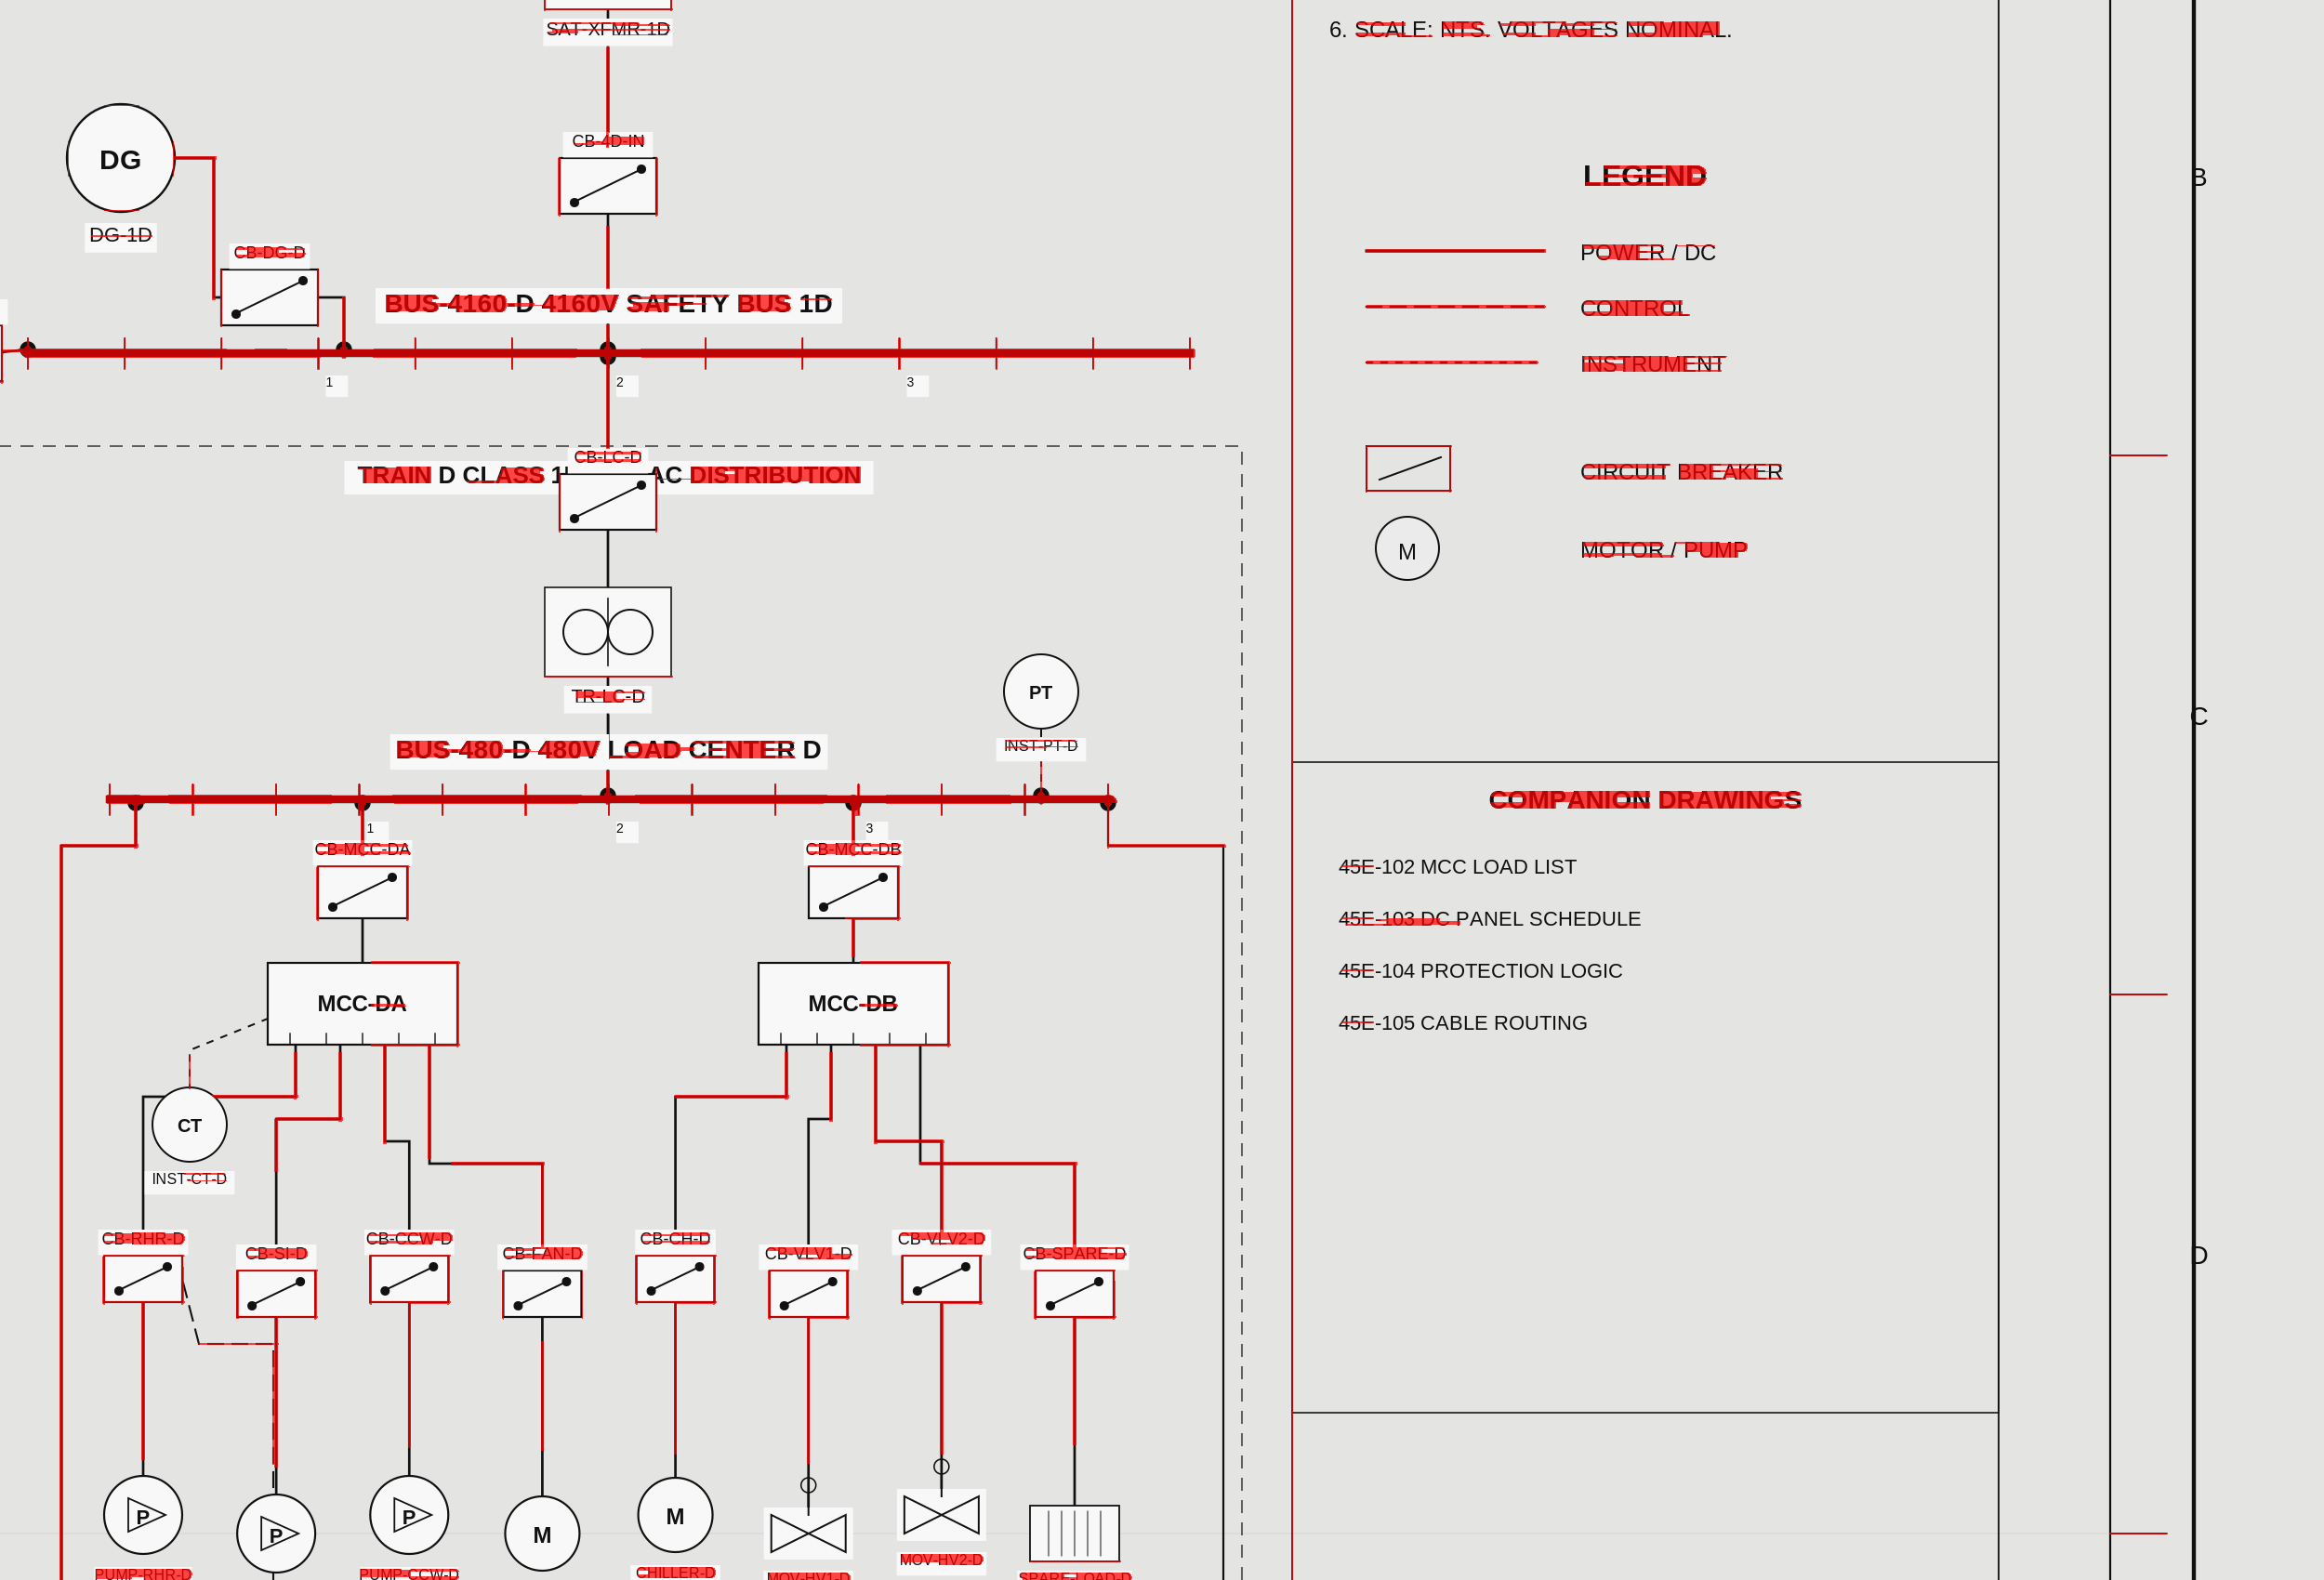 SAT-XFMR-1D
6. SCALE: NTS. VOLTAGES NOMINAL.
CB-4D-IN
DG
LEGEND
B
DG-1D
CB-DG-D
POWER / DC
BUS-4160-D 4160V SAFETY BUS 1D
CONTROL
INSTRUMENT
1
2
3
CB-LC-D
TRAIN D CLASS AC DISTRIBUTION
CIRCUIT BREAKER
M
MOTOR / PUMP
PT
TR-LC-D
C
BUS-480-D 480V LOAD CENTER D
INST-PT-D
COMPANION DRAWINGS
1
2
3
CB-MCC-DA
CB-MCC-DB
45E-102 MCC LOAD LIST
45E-103 DC PANEL SCHEDULE
45E-104 PROTECTION LOGIC
MCC-DA
MCC-DB
45E-105 CABLE ROUTING
CT
INST-CT-D
CB-RHR-D
CB-SI-D
CB-CCW-D
CB-FAN-D
CB-CH-D
CB-VLV1-D
CB-VLV2-D
CB-SPARE-D
D
P
P
P
M
M
PUMP-RHR-D
PUMP-CCW-D
CHILLER-D
MOV-HV1-D
MOV-HV2-D
SPARE-LOAD-D